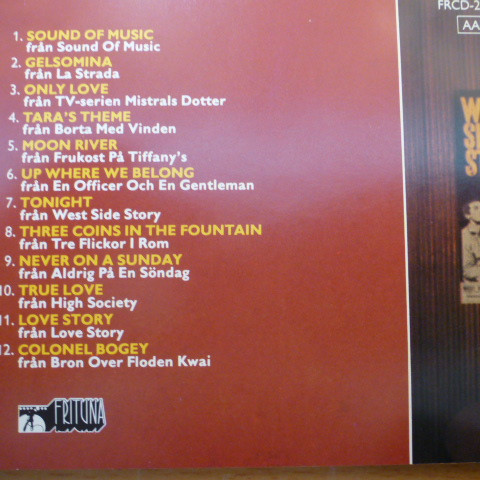 FRCD-2
AA
1. SOUND OF MUSIC
från Sound Of Music
2. GELSOMINA
från La Strada
3. ONLY LOVE
från TV-serien Mistrals Dotter
4. TARA'S THEME
från Borta Med Vinden
5. MOON RIVER
från Frukost På Tiffany's
6. UP WHERE WE BELONG
från En Officer Och En Gentleman
7. TONIGHT
från West Side Story
8. THREE COINS IN THE FOUNTAIN
från Tre Flickor I Rom
9. NEVER ON A SUNDAY
från Aldrig På En Söndag
10. TRUE LOVE
från High Society
11. LOVE STORY
från Love Story
12. COLONEL BOGEY
från Bron Over Floden Kwai
FRITUNA
W
S
S